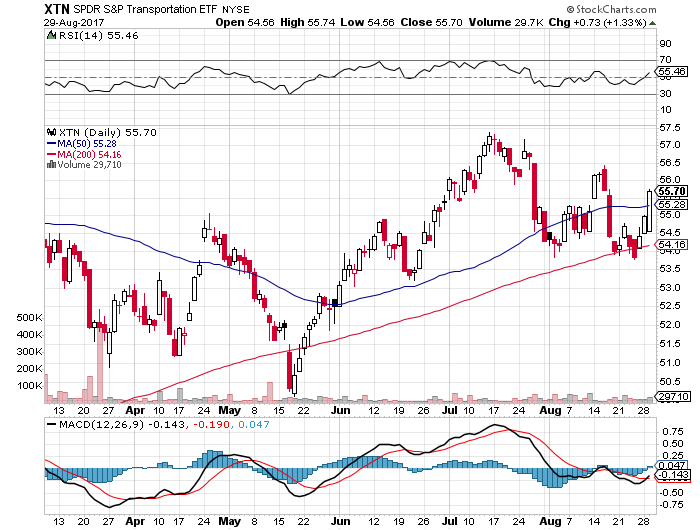 XTN SPDR S&P Transportation ETF NYSE © StockCharts.com
29-Aug-2017 Open 54.56 High 55.74 Low 54.56 Close 55.70 Volume 29.7K Chg +0.73 (+1.33%)
RSI(14) 55.46
90
70
55.46
50
30
10
XTN (Daily) 55.70
MA(50) 55.28
MA(200) 54.16
Volume 29,710
57.5
57.0
56.5
56.0
55.70
55.28
55.0
54.5
54.16
54.0
53.5
53.0
52.5
52.0
51.5
51.0
50.5
29710
500K
400K
300K
200K
100K
13 20 27 Apr 10 17 24 May 8 15 22 Jun 12 19 26 Jul 10 17 24 Aug 7 14 21 28
MACD(12,26,9) -0.143, -0.190, 0.047
0.75
0.50
0.25
0.047
-0.143
-0.50
-0.75
13 20 27 Apr 10 17 24 May 8 15 22 Jun 12 19 26 Jul 10 17 24 Aug 7 14 21 28